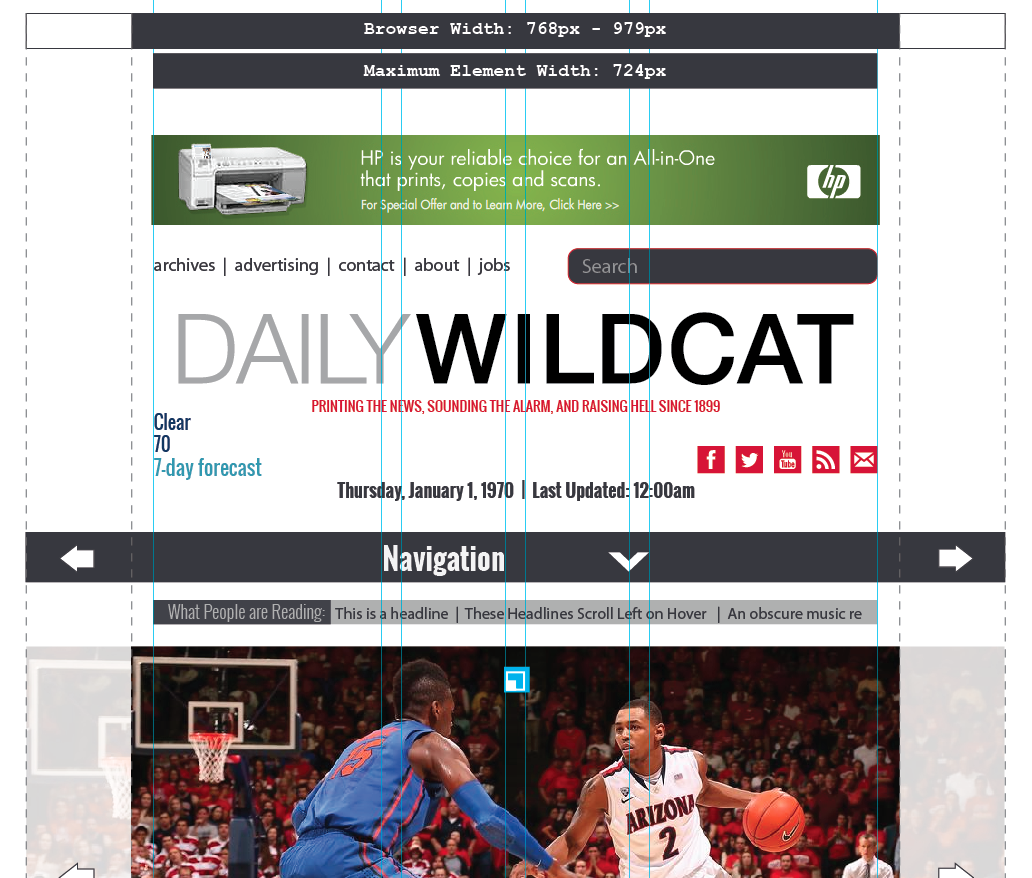 Browser Width: 768px - 979px
Maximum Element Width: 724px
HP is your reliable choice for an All-in-One
that prints, copies and scans.
For Special Offer and to Learn More, Click Here >>
hp
archives | advertising | contact | about | jobs
Search
DAILY WILDCAT
PRINTING THE NEWS, SOUNDING THE ALARM, AND RAISING HELL SINCE 1899
Clear
70
7-day forecast
You
Tube
Thursday, January 1, 1970 | Last Updated: 12:00am
Navigation
What People are Reading: This is a headline | These Headlines Scroll Left on Hover | An obscure music re
15
ARIZONA
2